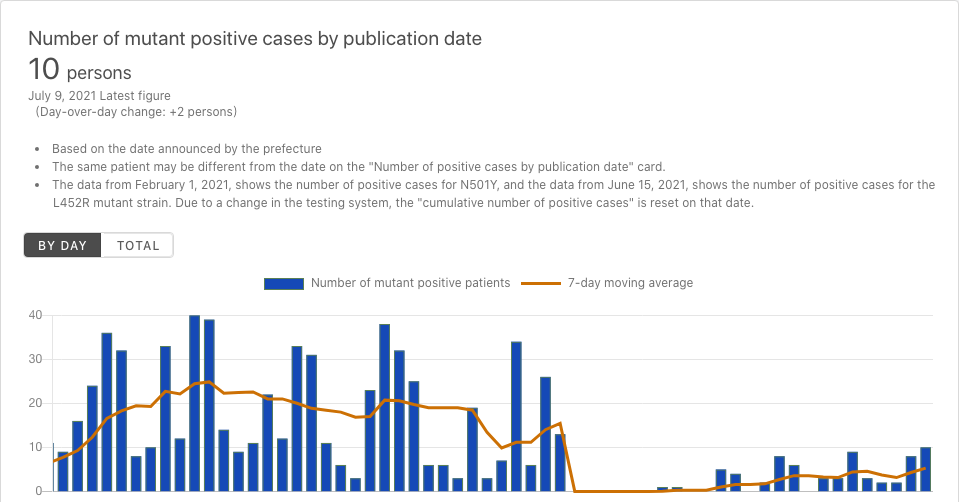 Number of mutant positive cases by publication date
10 persons
July 9, 2021 Latest figure
(Day-over-day change: +2 persons)
• Based on the date announced by the prefecture
• The same patient may be different from the date on the "Number of positive cases by publication date" card.
• The data from February 1, 2021, shows the number of positive cases for N501Y, and the data from June 15, 2021, shows the number of positive cases for the
L452R mutant strain. Due to a change in the testing system, the "cumulative number of positive cases" is reset on that date.
BY DAY TOTAL
Number of mutant positive patients 7-day moving average
40
30
20
10
0